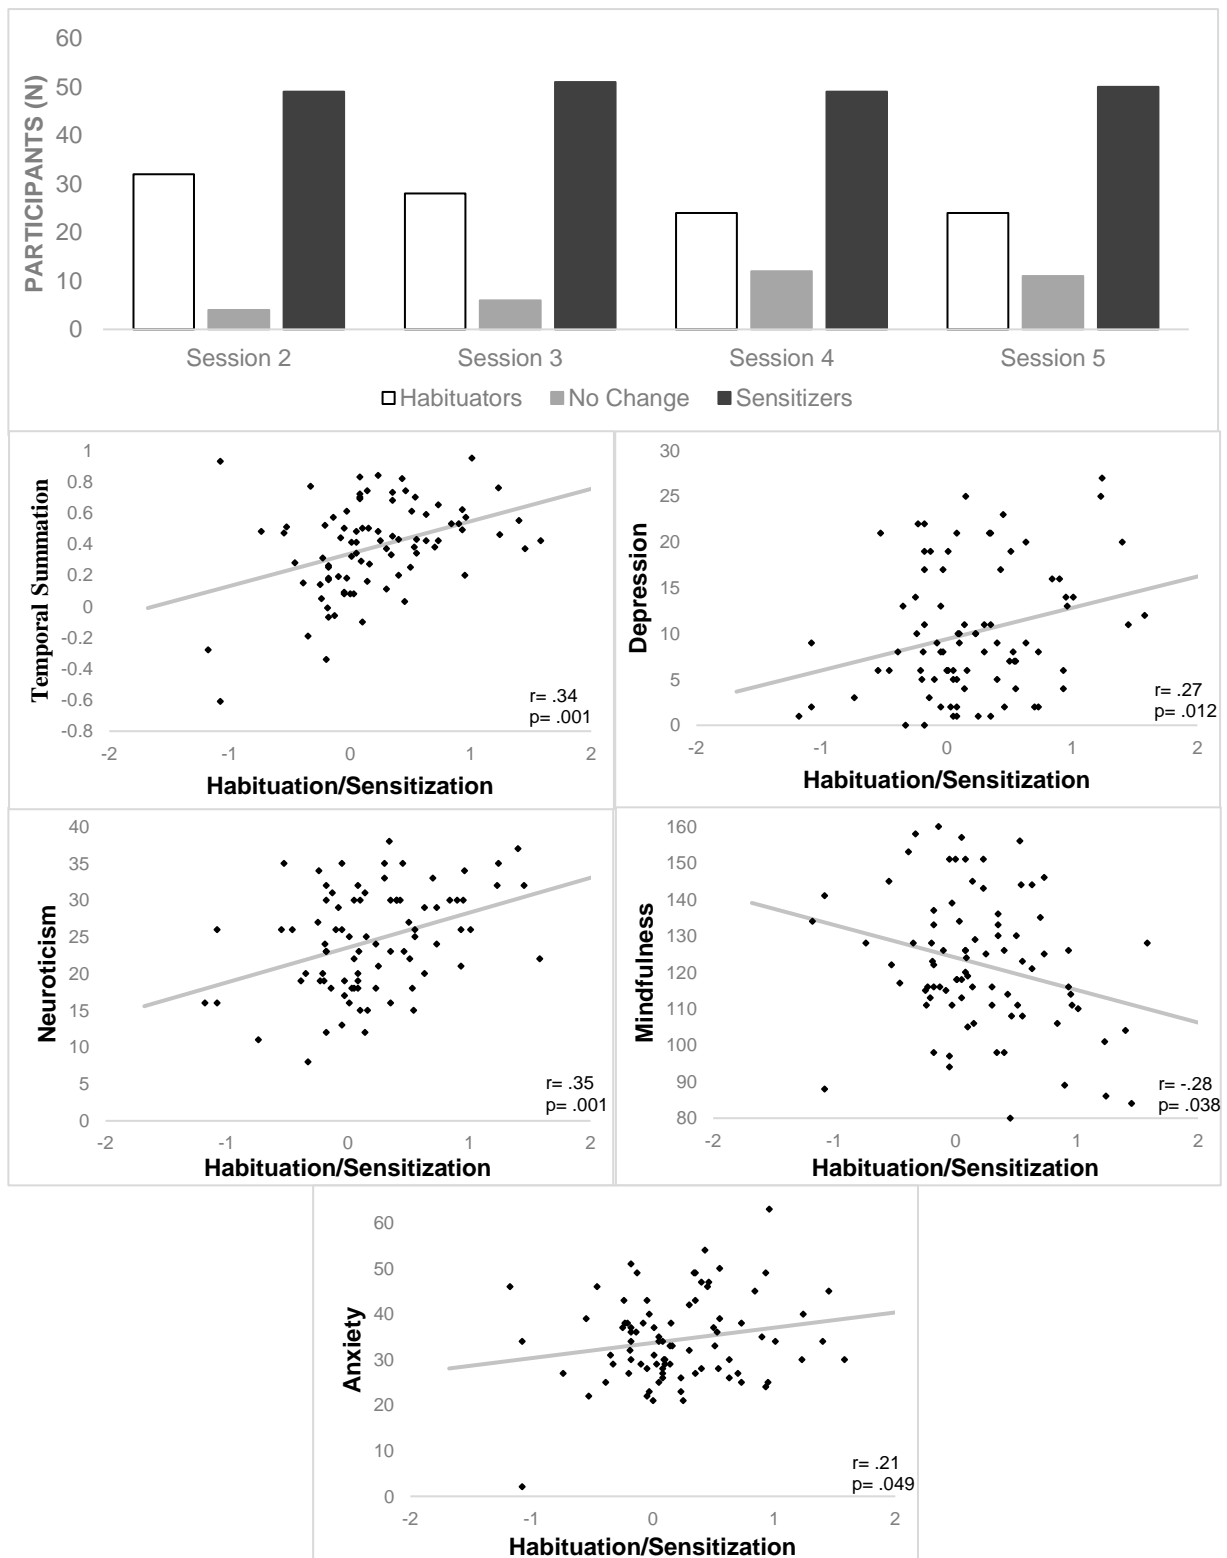 60
50
40
30
20
10
0
PARTICIPANTS (N)
Session 2 Session 3 Session 4 Session 5
Habituators No Change Sensitizers
1
0.8
0.6
0.4
0.2
0
-0.2
-0.4
-0.6
-0.8
Temporal Summation
r= .34
p= .001
-2 -1 0 1 2
Habituation/Sensitization
30
25
20
15
10
5
0
Depression
r= .27
p= .012
-2 -1 0 1 2
Habituation/Sensitization
40
35
30
25
20
15
10
5
0
Neuroticism
r= .35
p= .001
-2 -1 0 1 2
Habituation/Sensitization
160
150
140
130
120
110
100
90
80
Mindfulness
r= -.28
p= .038
-2 -1 0 1 2
Habituation/Sensitization
60
50
40
30
20
10
0
Anxiety
r= .21
p= .049
-2 -1 0 1 2
Habituation/Sensitization